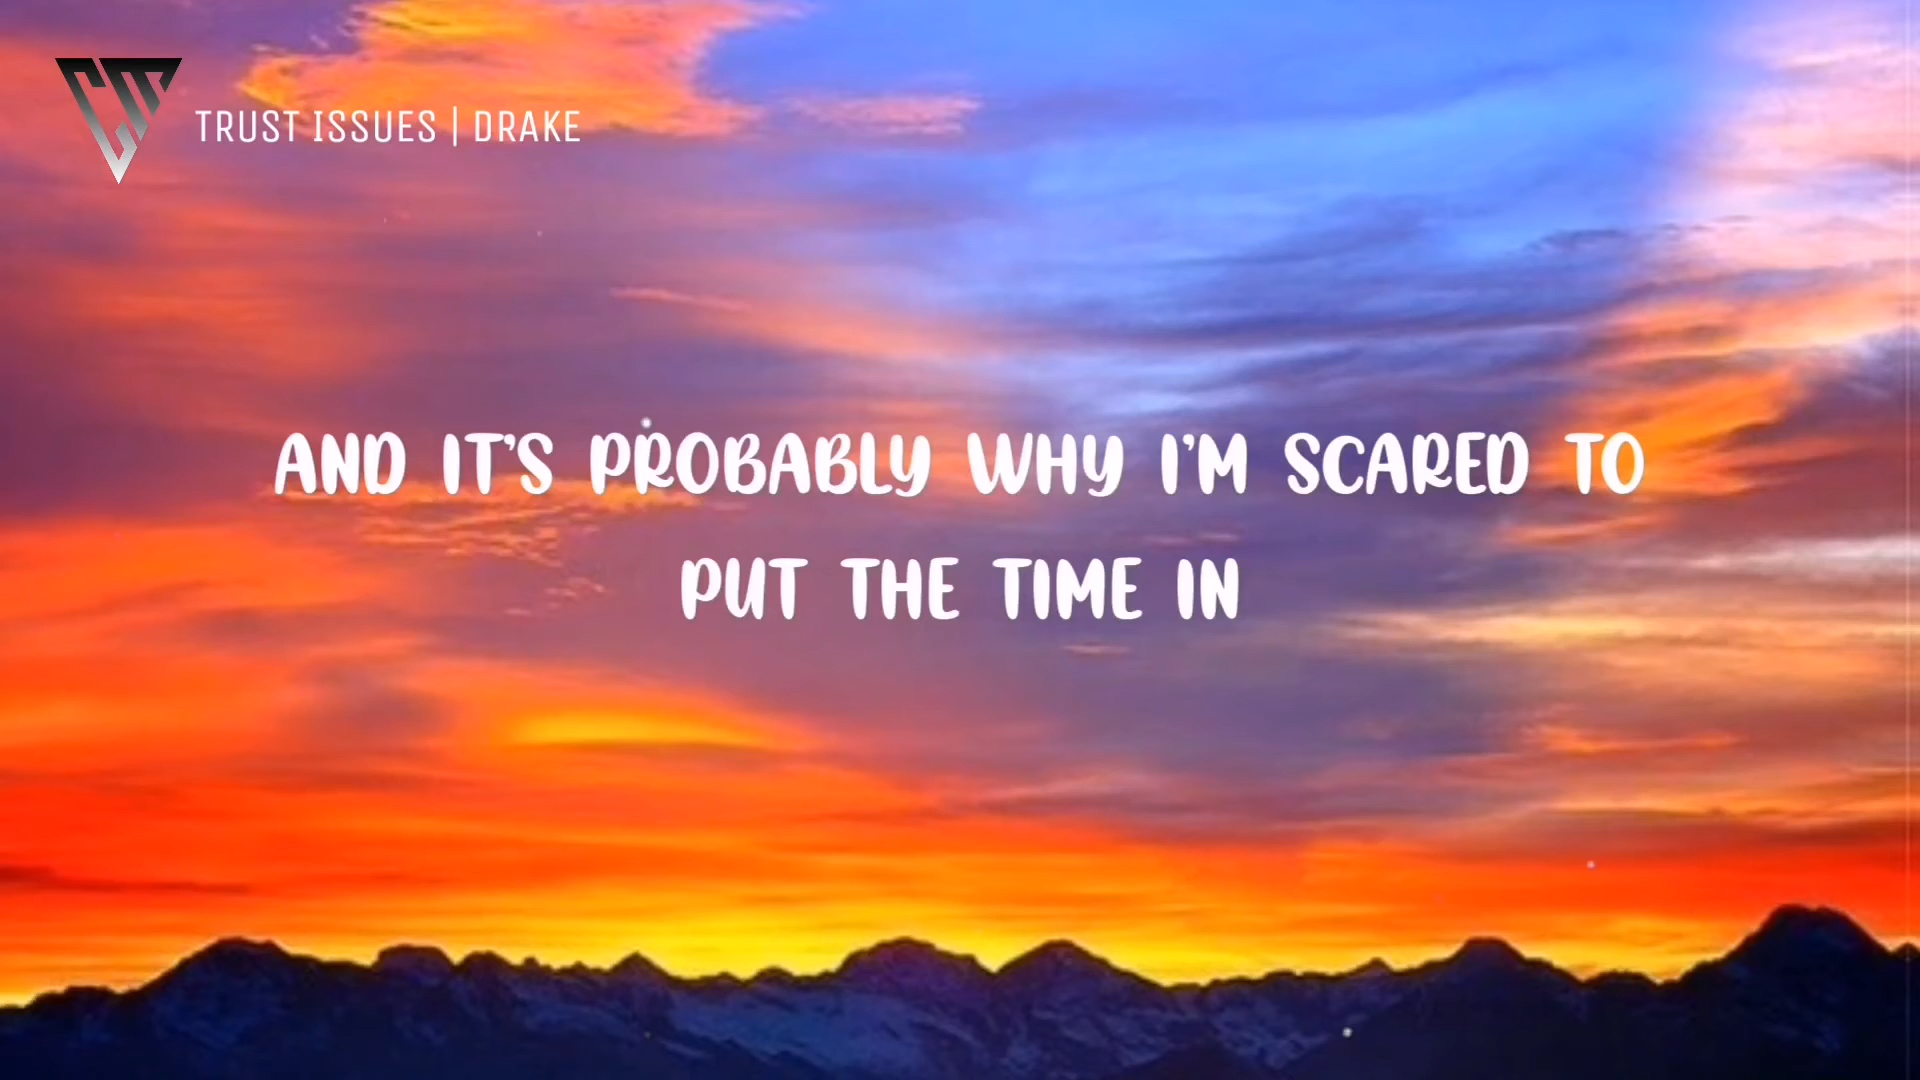 TRUST ISSUES | DRAKE
AND IT'S PROBABLY WHY I'M SCARED TO
PUT THE TIME IN